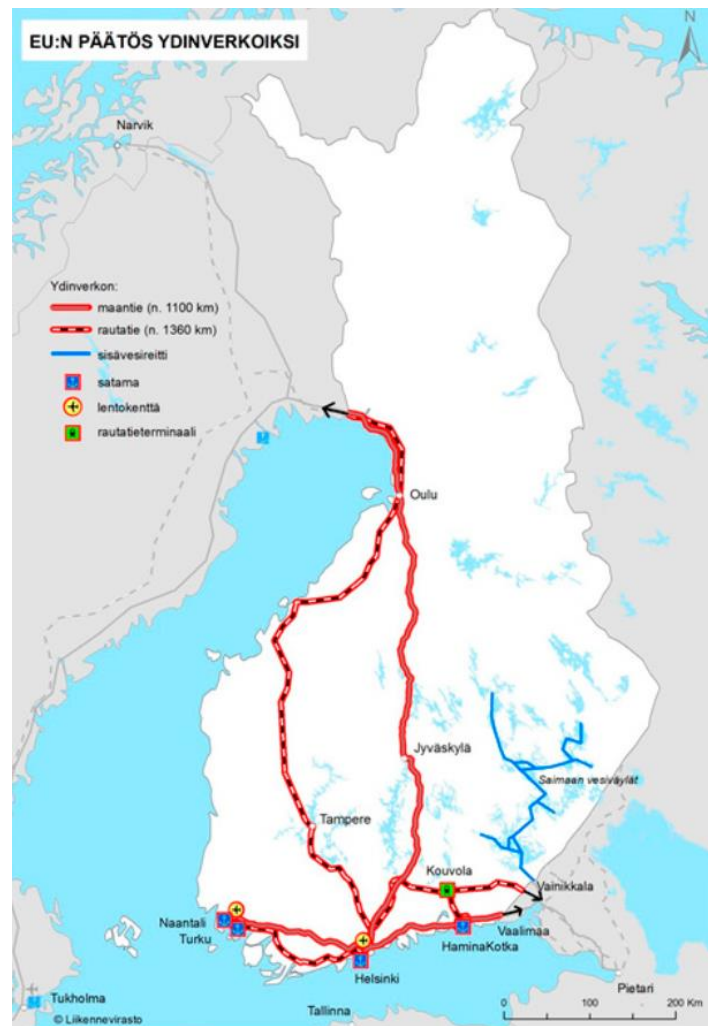 EU:N PÄÄTÖS YDINVERKOIKSI
N
Narvik
Ydinverkon:
maantie (n. 1100 km)
rautatie (n. 1360 km)
sisävesireitti
satama
lentokenttä
rautatieterminaali
Oulu
Jyväskylä
Saimaan vesiväylät
Tampere
Kouvola
Vainikkala
Naantali
Turku
Vaalimaa
HaminaKotka
Helsinki
Pietari
Tukholma
Tallinna
0 100 200 Km
© Liikennevirasto